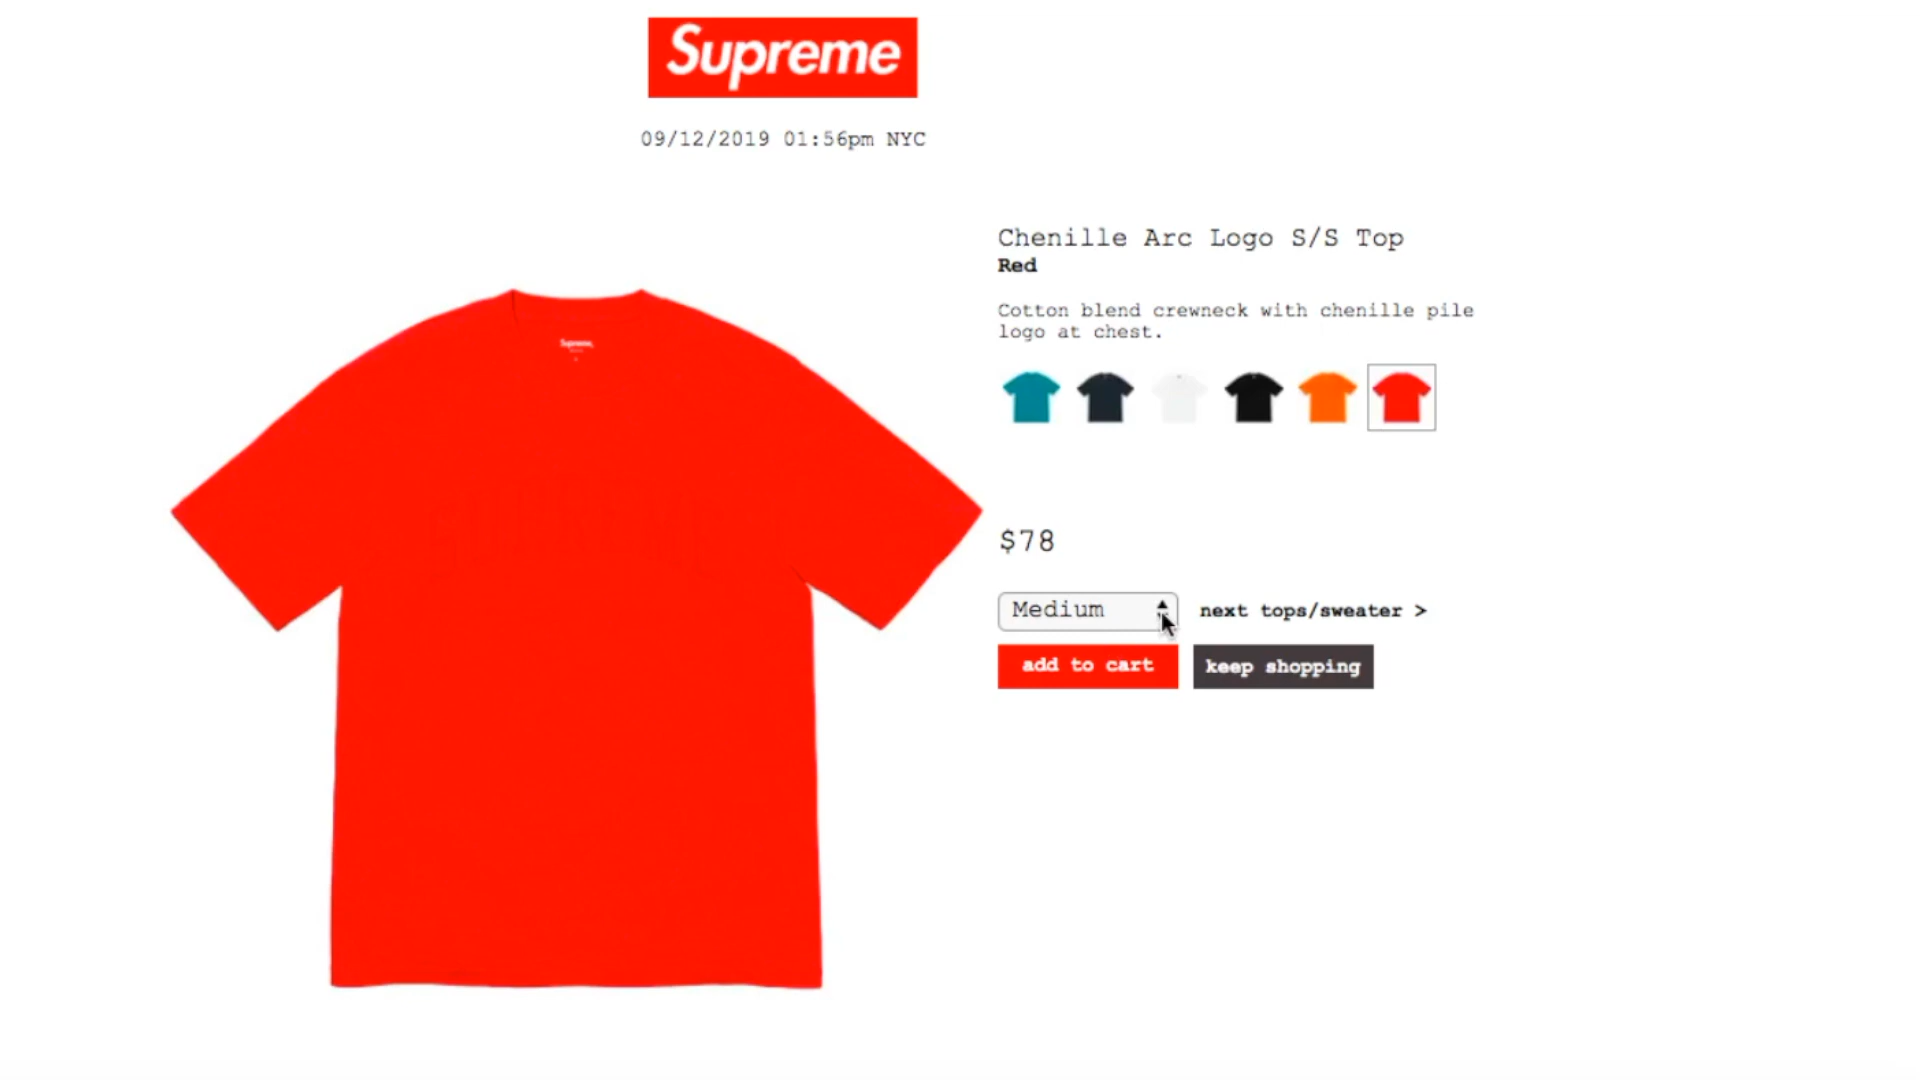 Supreme
09/12/2019 01:56pm NYC
Chenille Arc Logo S/S Top
Red
Cotton blend crewneck with chenille pile
logo at chest.
Supreme
$78
Medium
next tops/sweater >
add to cart
keep shopping